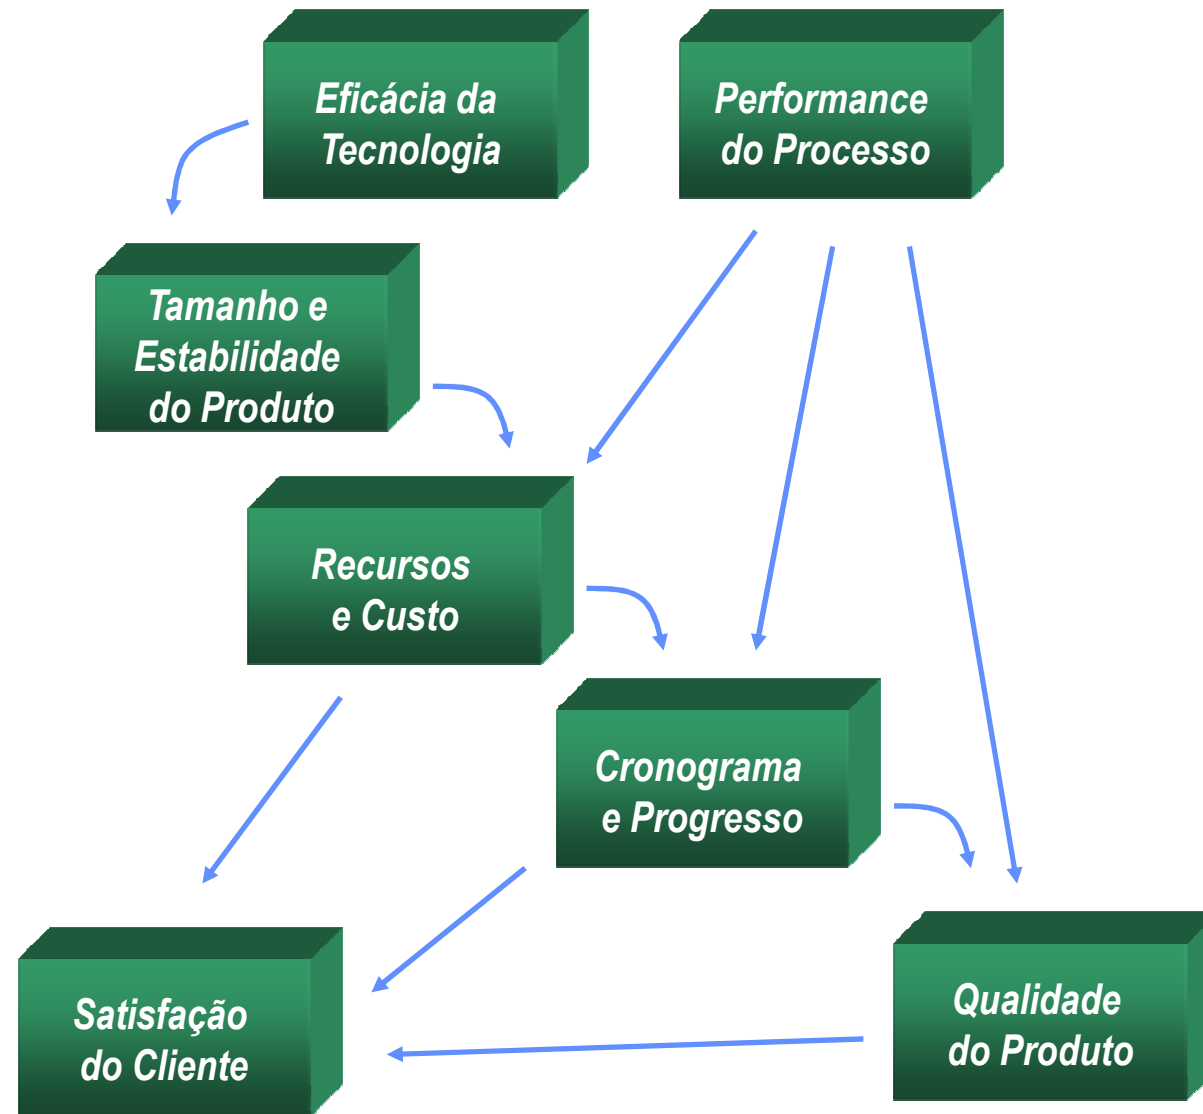 Eficácia da
Tecnologia
Performance
do Processo
Tamanho e
Estabilidade
do Produto
Recursos
e Custo
Cronograma
e Progresso
Satisfação
do Cliente
Qualidade
do Produto